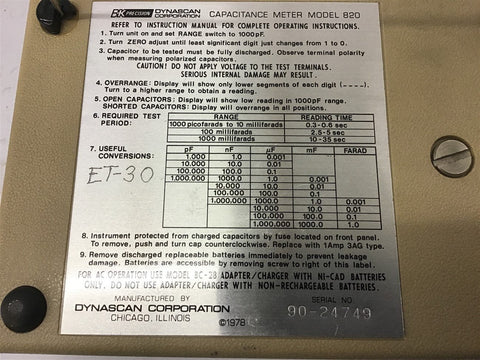 BK PRECISION DYNASCAN CORPORATION CAPACITANCE METER MODEL 820
REFER TO INSTRUCTION MANUAL FOR COMPLETE OPERATING INSTRUCTIONS.
1. Turn unit on and set RANGE switch to 1000pF.
2. Turn ZERO adjust until least significant digit just changes from 1 to 0.
3. Capacitor to be tested must be fully discharged. Observe terminal polarity
when measuring polarized capacitors.
CAUTION! DO NOT APPLY VOLTAGE TO THE TEST TERMINALS.
SERIOUS INTERNAL DAMAGE MAY RESULT.
4. OVERRANGE: Display will show only lower segments of each digit (----).
Turn to a higher range to obtain a reading.
5. OPEN CAPACITORS: Display will show low reading in 1000pF range.
SHORTED CAPACITORS: Display will overrange in all positions.
6. REQUIRED TEST PERIOD: RANGE READING TIME
1000 picofarads to 10 millifarads 0.3-0.6 sec
100 millifarads 2.5-5 sec
1000 millifarads 10-35 sec
7. USEFUL CONVERSIONS: pF nF µF mF FARAD
1.000 1.0 0.001
10.000 10.0 0.01
100.000 100.0 0.1
1.000.000 1000.0 1.0 0.001
10.000 10.0 0.01
100.000 100.0 0.1
1.000.000 1000.0 1.0 0.001
10.0 0.01
100.0 0.1
1000.0 1.0
ET-30
8. Instrument protected from charged capacitors by fuse located on front panel.
To remove, push and turn cap counterclockwise. Replace with 1Amp 3AG type.
9. Remove discharged replaceable batteries immediately to prevent leakage
damage. Batteries are accessible by removing screw to right of this label.
FOR AC OPERATION USE MODEL BC-28 ADAPTER/CHARGER WITH NI-CAD BATTERIES
ONLY. DO NOT USE ADAPTER/CHARGER WITH NON-RECHARGEABLE BATTERIES.
MANUFACTURED BY
DYNASCAN CORPORATION
CHICAGO, ILLINOIS
©1978
SERIAL NO.
90-24749